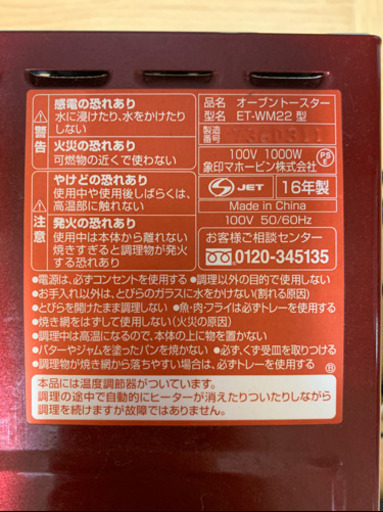 警告
感電の恐れあり
水に浸けたり、水をかけたり
しない
火災の恐れあり
可燃物の近くで使わない
注意
やけどの恐れあり
使用中や使用後しばらくは、
高温部に触れない
発火の恐れあり
使用中は本体から離れない
焼きすぎると調理物が発火
する恐れあり
品名 オーブントースター
型名 ET-WM22 型
製造番号
100V 1000W
象印マホービン株式会社
PSE
JET 16年製
Made in China
100V 50/60Hz
お客様ご相談センター
0120-345135
●電源は、必ずコンセントを使用する ●調理以外の目的で使用しない
●お手入れ以外は、とびらのガラスに水をかけない(割れる原因)
●とびらを開けたまま調理しない ●魚・肉・フライは必ずトレーを使用する
●焼き網をはずして使用しない(火災の原因)
●調理中は高温になるので、本体の上に物を置かない
●バターやジャムを塗ったパンを焼かない ●必ず、くず受皿を取りつける
●調理物が焼き網から落ちやすい場合は、必ずトレーを使用する Ⓑ
本品には温度調節器がついています。
調理の途中で自動的にヒーターが消えたりついたりしながら
調理を続けますが故障ではありません。